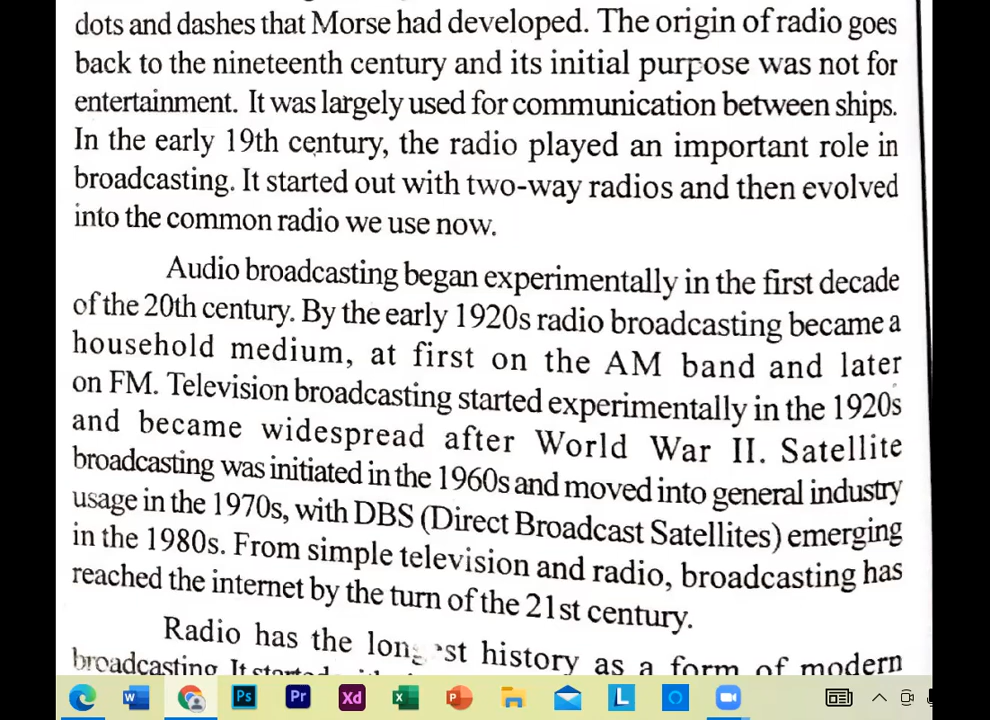 dots and dashes that Morse had developed. The origin of radio goes
back to the nineteenth century and its initial purpose was not for
entertainment. It was largely used for communication between ships.
In the early 19th century, the radio played an important role in
broadcasting. It started out with two-way radios and then evolved
into the common radio we use now.
Audio broadcasting began experimentally in the first decade
of the 20th century. By the early 1920s radio broadcasting became a
household medium, at first on the AM band and later
on FM. Television broadcasting started experimentally in the 1920s
and became widespread after World War II. Satellite
broadcasting was initiated in the 1960s and moved into general industry
usage in the 1970s, with DBS (Direct Broadcast Satellites) emerging
in the 1980s. From simple television and radio, broadcasting has
reached the internet by the turn of the 21st century.
Radio has the longest history as a form of modern
broadcasting. It started
W Ps Pr Xd X P L